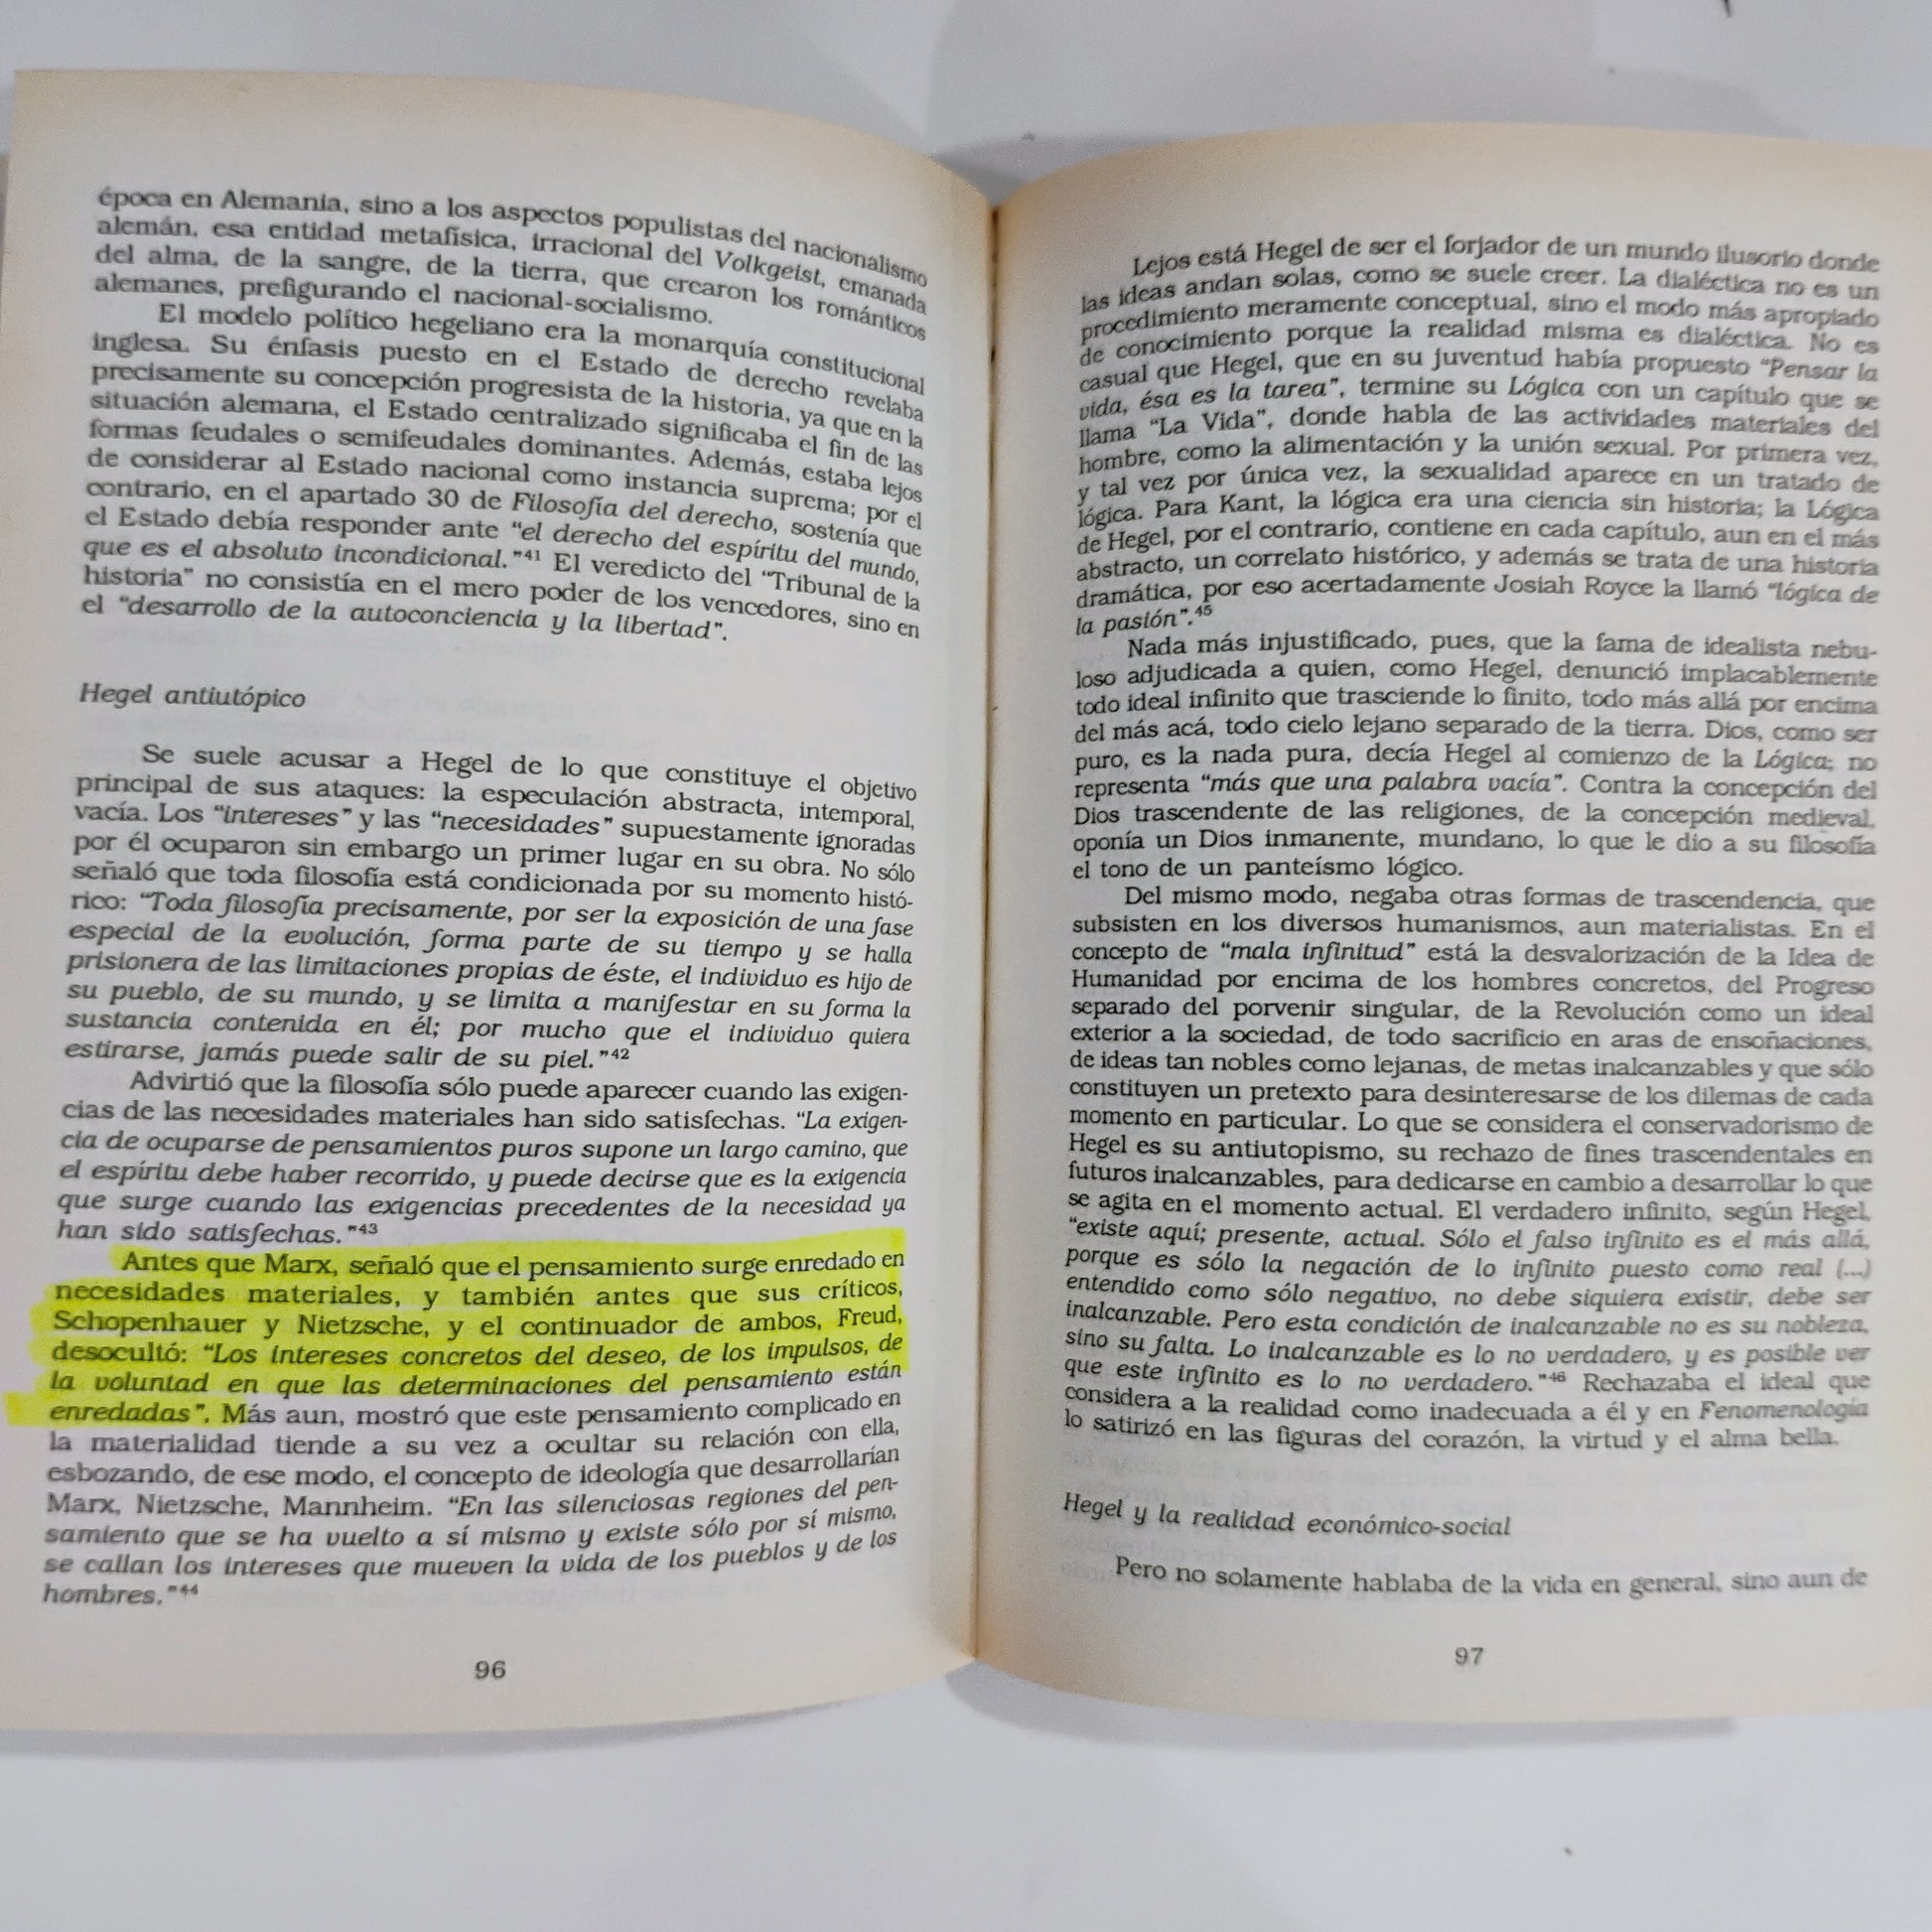 época en Alemania, sino a los aspectos populistas del nacionalismo
alemán, esa entidad metafísica, irracional del Volkgeist, emanada
del alma, de la sangre, de la tierra, que crearon los románticos
alemanes, prefigurando el nacional-socialismo.
El modelo político hegeliano era la monarquía constitucional
inglesa. Su énfasis puesto en el Estado de derecho revelaba
precisamente su concepción progresista de la historia, ya que en la
situación alemana, el Estado centralizado significaba el fin de las
formas feudales o semifeudales dominantes. Además, estaba lejos
de considerar al Estado nacional como instancia suprema; por el
contrario, en el apartado 30 de Filosofía del derecho, sostenía que
el Estado debía responder ante “el derecho del espíritu del mundo,
que es el absoluto incondicional.”41 El veredicto del “Tribunal de la
historia” no consistía en el mero poder de los vencedores, sino en
el “desarrollo de la autoconciencia y la libertad”.
Hegel antiutópico
Se suele acusar a Hegel de lo que constituye el objetivo
principal de sus ataques: la especulación abstracta, intemporal,
vacía. Los “intereses” y las “necesidades” supuestamente ignoradas
por él ocuparon sin embargo un primer lugar en su obra. No sólo
señaló que toda filosofía está condicionada por su momento histó-
rico: “Toda filosofía precisamente, por ser la exposición de una fase
especial de la evolución, forma parte de su tiempo y se halla
prisionera de las limitaciones propias de éste, el individuo es hijo de
su pueblo, de su mundo, y se limita a manifestar en su forma la
sustancia contenida en él; por mucho que el individuo quiera
estirarse, jamás puede salir de su piel.”42
Advirtió que la filosofía sólo puede aparecer cuando las exigen-
cias de las necesidades materiales han sido satisfechas. “La exigen-
cia de ocuparse de pensamientos puros supone un largo camino, que
el espíritu debe haber recorrido, y puede decirse que es la exigencia
que surge cuando las exigencias precedentes de la necesidad ya
han sido satisfechas.”43
Antes que Marx, señaló que el pensamiento surge enredado en
necesidades materiales, y también antes que sus críticos,
Schopenhauer y Nietzsche, y el continuador de ambos, Freud,
desocultó: “Los intereses concretos del deseo, de los impulsos, de
la voluntad en que las determinaciones del pensamiento están
enredadas”. Más aun, mostró que este pensamiento complicado en
la materialidad tiende a su vez a ocultar su relación con ella,
esbozando, de ese modo, el concepto de ideología que desarrollarían
Marx, Nietzsche, Mannheim. “En las silenciosas regiones del pen-
samiento que se ha vuelto a sí mismo y existe sólo por sí mismo,
se callan los intereses que mueven la vida de los pueblos y de los
hombres.”44
96
Lejos está Hegel de ser el forjador de un mundo ilusorio donde
las ideas andan solas, como se suele creer. La dialéctica no es un
procedimiento meramente conceptual, sino el modo más apropiado
de conocimiento porque la realidad misma es dialéctica. No es
casual que Hegel, que en su juventud había propuesto “Pensar la
vida, ésa es la tarea”, termine su Lógica con un capítulo que se
llama “La Vida”, donde habla de las actividades materiales del
hombre, como la alimentación y la unión sexual. Por primera vez,
y tal vez por única vez, la sexualidad aparece en un tratado de
lógica. Para Kant, la lógica era una ciencia sin historia; la Lógica
de Hegel, por el contrario, contiene en cada capítulo, aun en el más
abstracto, un correlato histórico, y además se trata de una historia
dramática, por eso acertadamente Josiah Royce la llamó “lógica de
la pasión”.45
Nada más injustificado, pues, que la fama de idealista nebu-
loso adjudicada a quien, como Hegel, denunció implacablemente
todo ideal infinito que trasciende lo finito, todo más allá por encima
del más acá, todo cielo lejano separado de la tierra. Dios, como ser
puro, es la nada pura, decía Hegel al comienzo de la Lógica; no
representa “más que una palabra vacía”. Contra la concepción del
Dios trascendente de las religiones, de la concepción medieval,
oponía un Dios inmanente, mundano, lo que le dio a su filosofía
el tono de un panteísmo lógico.
Del mismo modo, negaba otras formas de trascendencia, que
subsisten en los diversos humanismos, aun materialistas. En el
concepto de “mala infinitud” está la desvalorización de la Idea de
Humanidad por encima de los hombres concretos, del Progreso
separado del porvenir singular, de la Revolución como un ideal
exterior a la sociedad, de todo sacrificio en aras de ensoñaciones,
de ideas tan nobles como lejanas, de metas inalcanzables y que sólo
constituyen un pretexto para desinteresarse de los dilemas de cada
momento en particular. Lo que se considera el conservadorismo de
Hegel es su antiutopismo, su rechazo de fines trascendentales en
futuros inalcanzables, para dedicarse en cambio a desarrollar lo que
se agita en el momento actual. El verdadero infinito, según Hegel,
“existe aquí; presente, actual. Sólo el falso infinito es el más allá,
porque es sólo la negación de lo infinito puesto como real (...)
entendido como sólo negativo, no debe siquiera existir, debe ser
inalcanzable. Pero esta condición de inalcanzable no es su nobleza,
sino su falta. Lo inalcanzable es lo no verdadero, y es posible ver
que este infinito es lo no verdadero.”46 Rechazaba el ideal que
considera a la realidad como inadecuada a él y en Fenomenología
lo satirizó en las figuras del corazón, la virtud y el alma bella.
Hegel y la realidad económico-social
Pero no solamente hablaba de la vida en general, sino aun de
97